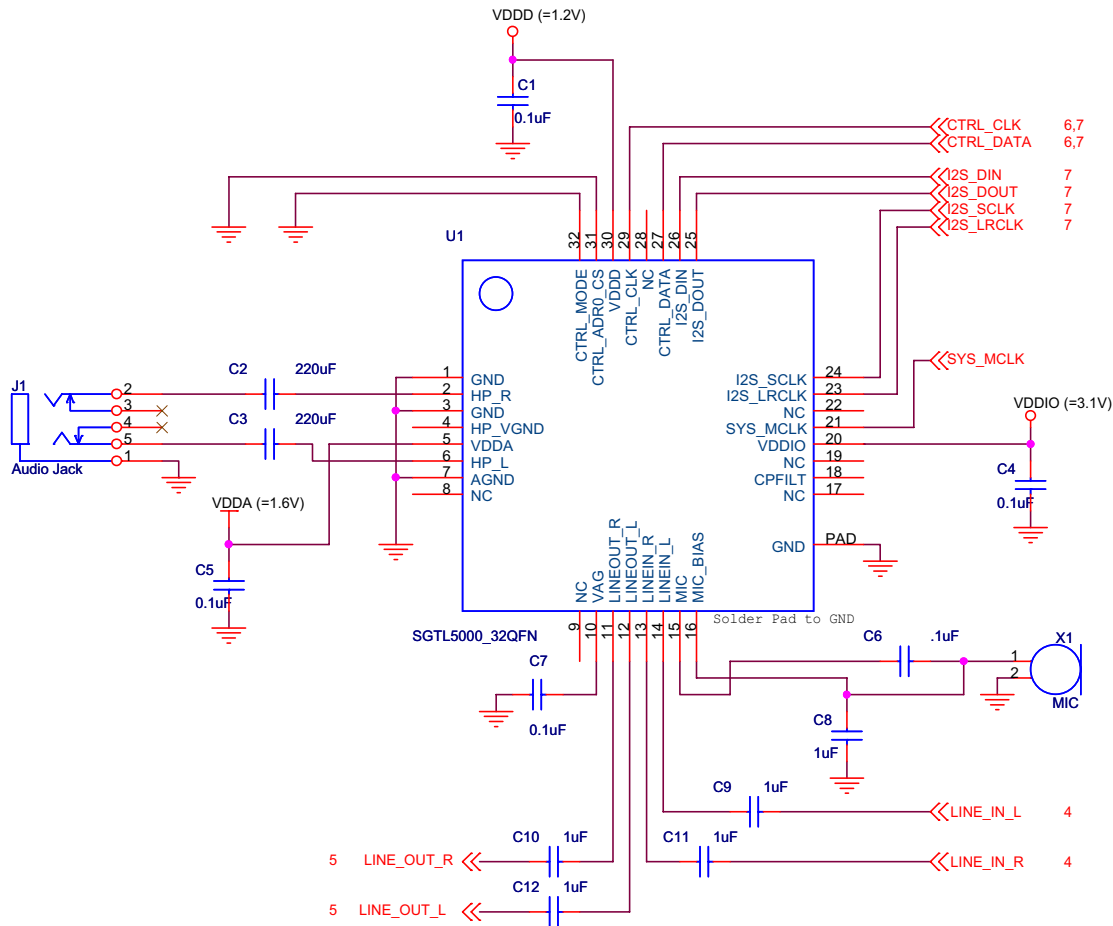 VDDD (=1.2V)
C1
0.1uF
CTRL_CLK 6,7
CTRL_DATA 6,7
I2S_DIN 7
I2S_DOUT 7
I2S_SCLK 7
I2S_LRCLK 7
U1
32 31 30 29 28 27 26 25
CTRL_MODE
CTRL_ADR0_CS
VDDD
CTRL_CLK
NC
CTRL_DATA
I2S_DIN
I2S_DOUT
SYS_MCLK
C2 220uF
C3 220uF
J1
2
3
4
5
1
Audio Jack
1 GND
2 HP_R
3 GND
4 HP_VGND
5 VDDA
6 HP_L
7 AGND
8 NC
I2S_SCLK 24
I2S_LRCLK 23
NC 22
SYS_MCLK 21
VDDIO 20
NC 19
CPFILT 18
NC 17
GND PAD
VDDIO (=3.1V)
C4
0.1uF
VDDA (=1.6V)
C5
0.1uF
NC
VAG
LINEOUT_R
LINEOUT_L
LINEIN_R
LINEIN_L
MIC
MIC_BIAS
9 10 11 12 13 14 15 16
Solder Pad to GND
SGTL5000_32QFN
C6 .1uF
X1
1
2
MIC
C7
0.1uF
C8
1uF
C9 1uF
LINE_IN_L 4
C10 1uF
C11 1uF
5 LINE_OUT_R
LINE_IN_R 4
C12 1uF
5 LINE_OUT_L